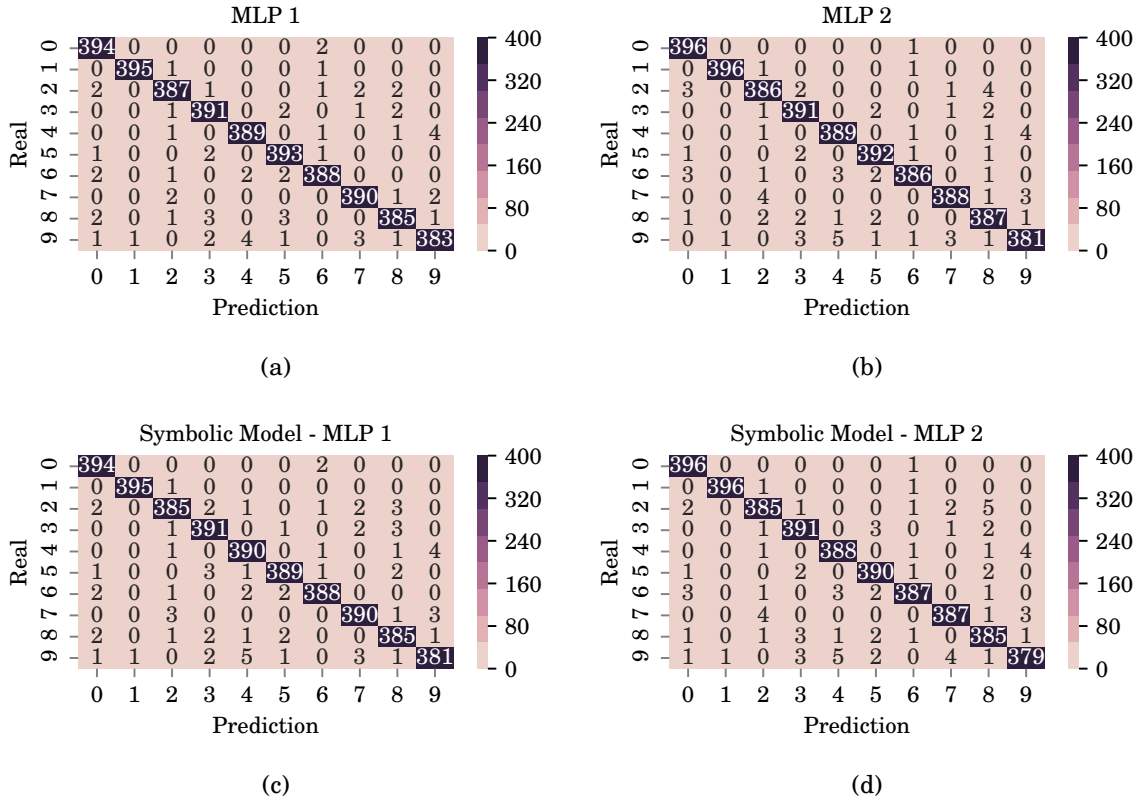 MLP 1
0 394 0 0 0 0 0 2 0 0 0 400
1 0 395 1 0 0 0 1 0 0 0 320
2 2 0 387 1 0 0 1 2 2 0
3 0 0 1 391 0 2 0 1 2 0 240
4 0 0 1 0 389 0 1 0 1 4
5 1 0 0 2 0 393 1 0 0 0 160
6 2 0 1 0 2 2 388 0 0 0
7 0 0 2 0 0 0 0 390 1 2 80
8 2 0 1 3 0 3 0 0 385 1
9 1 1 0 2 4 1 0 3 1 383 0
0 1 2 3 4 5 6 7 8 9
Real
Prediction
(a)
MLP 2
0 396 0 0 0 0 0 1 0 0 0 400
1 0 396 1 0 0 0 1 0 0 0 320
2 3 0 386 2 0 0 0 1 4 0
3 0 0 1 391 0 2 0 1 2 0 240
4 0 0 1 0 389 0 1 0 1 4
5 1 0 0 2 0 392 1 0 1 0 160
6 3 0 1 0 3 2 386 0 1 0
7 0 0 4 0 0 0 0 388 1 3 80
8 1 0 2 2 1 2 0 0 387 1
9 1 1 0 3 5 1 1 3 1 381 0
0 1 2 3 4 5 6 7 8 9
Real
Prediction
(b)
Symbolic Model - MLP 1
0 394 0 0 0 0 0 2 0 0 0 400
1 0 395 1 0 0 0 1 0 0 0 320
2 2 0 385 2 1 0 1 2 3 0
3 0 0 1 391 0 1 0 2 3 0 240
4 0 0 1 0 390 0 1 0 1 4
5 1 0 0 3 1 389 1 0 2 0 160
6 2 0 1 0 2 2 388 0 0 0
7 0 0 3 0 0 0 0 390 1 3 80
8 2 0 1 2 1 2 0 0 385 1
9 1 1 0 2 5 1 0 3 1 381 0
0 1 2 3 4 5 6 7 8 9
Real
Prediction
(c)
Symbolic Model - MLP 2
0 396 0 0 0 0 0 1 0 0 0 400
1 0 396 1 0 0 0 1 0 0 0 320
2 2 0 385 1 0 0 1 2 5 0
3 0 0 1 391 0 3 0 1 2 0 240
4 0 0 1 0 388 0 1 0 1 4
5 1 0 0 2 0 390 1 0 2 0 160
6 3 0 1 0 3 2 387 0 1 0
7 0 0 4 0 0 0 0 387 1 3 80
8 1 0 1 3 1 2 1 0 385 1
9 1 1 0 3 5 2 0 4 1 379 0
0 1 2 3 4 5 6 7 8 9
Real
Prediction
(d)